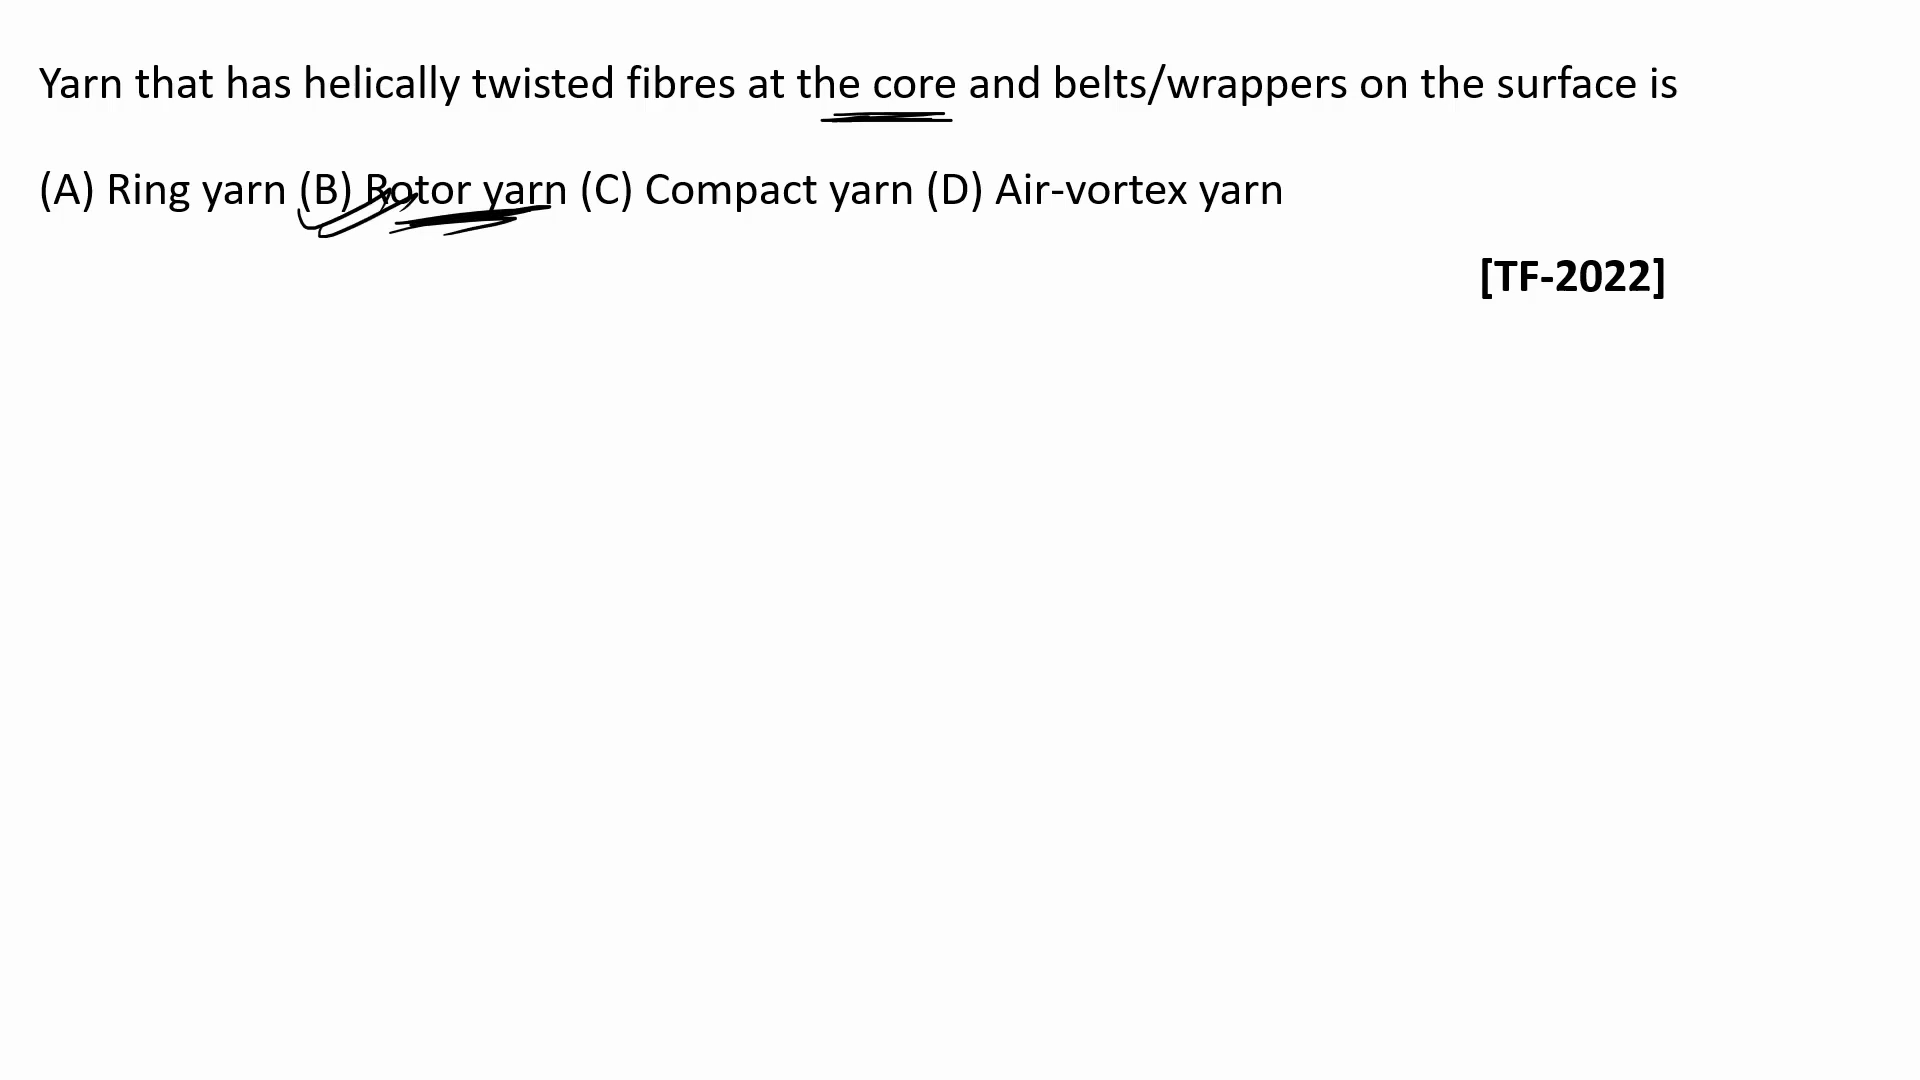 Yarn that has helically twisted fibres at the core and belts/wrappers on the surface is
(A) Ring yarn (B) Rotor yarn (C) Compact yarn (D) Air-vortex yarn
[TF-2022]